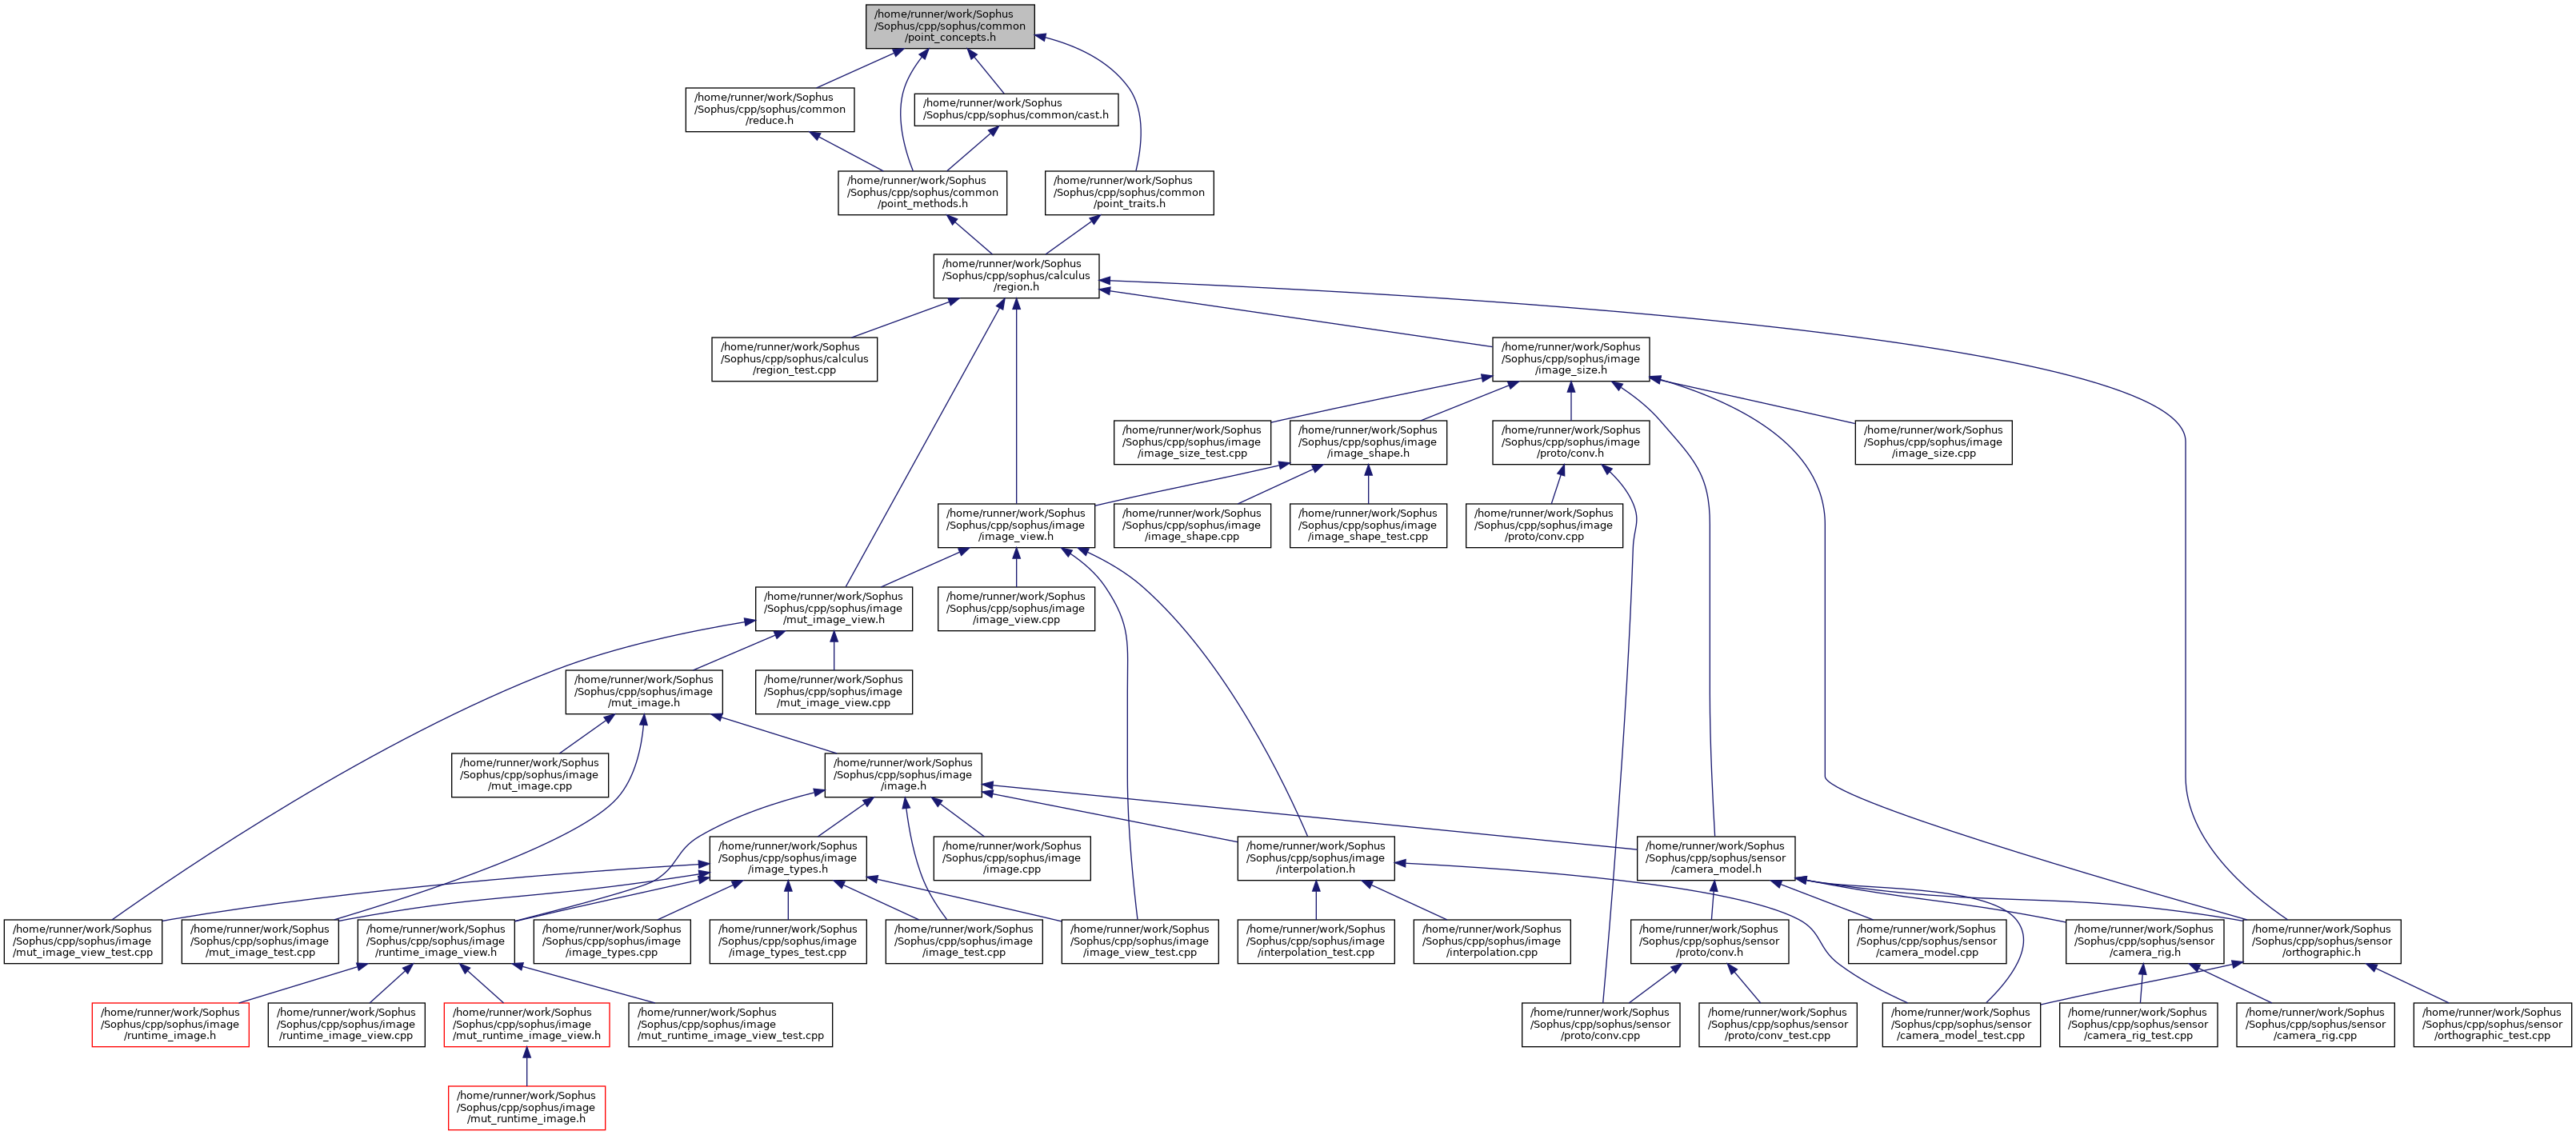 /home/runner/work/Sophus
/Sophus/cpp/sophus/common
/point_concepts.h
/home/runner/work/Sophus
/Sophus/cpp/sophus/common
/reduce.h
/home/runner/work/Sophus
/Sophus/cpp/sophus/common/cast.h
/home/runner/work/Sophus
/Sophus/cpp/sophus/common
/point_methods.h
/home/runner/work/Sophus
/Sophus/cpp/sophus/common
/point_traits.h
/home/runner/work/Sophus
/Sophus/cpp/sophus/calculus
/region.h
/home/runner/work/Sophus
/Sophus/cpp/sophus/calculus
/region_test.cpp
/home/runner/work/Sophus
/Sophus/cpp/sophus/image
/image_size.h
/home/runner/work/Sophus
/Sophus/cpp/sophus/image
/image_size_test.cpp
/home/runner/work/Sophus
/Sophus/cpp/sophus/image
/image_shape.h
/home/runner/work/Sophus
/Sophus/cpp/sophus/image
/proto/conv.h
/home/runner/work/Sophus
/Sophus/cpp/sophus/image
/image_size.cpp
/home/runner/work/Sophus
/Sophus/cpp/sophus/image
/image_view.h
/home/runner/work/Sophus
/Sophus/cpp/sophus/image
/image_shape.cpp
/home/runner/work/Sophus
/Sophus/cpp/sophus/image
/image_shape_test.cpp
/home/runner/work/Sophus
/Sophus/cpp/sophus/image
/proto/conv.cpp
/home/runner/work/Sophus
/Sophus/cpp/sophus/image
/mut_image_view.h
/home/runner/work/Sophus
/Sophus/cpp/sophus/image
/image_view.cpp
/home/runner/work/Sophus
/Sophus/cpp/sophus/image
/mut_image.h
/home/runner/work/Sophus
/Sophus/cpp/sophus/image
/mut_image_view.cpp
/home/runner/work/Sophus
/Sophus/cpp/sophus/image
/mut_image.cpp
/home/runner/work/Sophus
/Sophus/cpp/sophus/image
/image.h
/home/runner/work/Sophus
/Sophus/cpp/sophus/image
/image_types.h
/home/runner/work/Sophus
/Sophus/cpp/sophus/image
/image.cpp
/home/runner/work/Sophus
/Sophus/cpp/sophus/image
/interpolation.h
/home/runner/work/Sophus
/Sophus/cpp/sophus/sensor
/camera_model.h
/home/runner/work/Sophus
/Sophus/cpp/sophus/image
/mut_image_view_test.cpp
/home/runner/work/Sophus
/Sophus/cpp/sophus/image
/mut_image_test.cpp
/home/runner/work/Sophus
/Sophus/cpp/sophus/image
/runtime_image_view.h
/home/runner/work/Sophus
/Sophus/cpp/sophus/image
/image_types.cpp
/home/runner/work/Sophus
/Sophus/cpp/sophus/image
/image_types_test.cpp
/home/runner/work/Sophus
/Sophus/cpp/sophus/image
/image_test.cpp
/home/runner/work/Sophus
/Sophus/cpp/sophus/image
/image_view_test.cpp
/home/runner/work/Sophus
/Sophus/cpp/sophus/image
/interpolation_test.cpp
/home/runner/work/Sophus
/Sophus/cpp/sophus/image
/interpolation.cpp
/home/runner/work/Sophus
/Sophus/cpp/sophus/sensor
/proto/conv.h
/home/runner/work/Sophus
/Sophus/cpp/sophus/sensor
/camera_model.cpp
/home/runner/work/Sophus
/Sophus/cpp/sophus/sensor
/camera_rig.h
/home/runner/work/Sophus
/Sophus/cpp/sophus/sensor
/orthographic.h
/home/runner/work/Sophus
/Sophus/cpp/sophus/image
/runtime_image.h
/home/runner/work/Sophus
/Sophus/cpp/sophus/image
/runtime_image_view.cpp
/home/runner/work/Sophus
/Sophus/cpp/sophus/image
/mut_runtime_image_view.h
/home/runner/work/Sophus
/Sophus/cpp/sophus/image
/mut_runtime_image_view_test.cpp
/home/runner/work/Sophus
/Sophus/cpp/sophus/sensor
/proto/conv.cpp
/home/runner/work/Sophus
/Sophus/cpp/sophus/sensor
/proto/conv_test.cpp
/home/runner/work/Sophus
/Sophus/cpp/sophus/sensor
/camera_model_test.cpp
/home/runner/work/Sophus
/Sophus/cpp/sophus/sensor
/camera_rig_test.cpp
/home/runner/work/Sophus
/Sophus/cpp/sophus/sensor
/camera_rig.cpp
/home/runner/work/Sophus
/Sophus/cpp/sophus/sensor
/orthographic_test.cpp
/home/runner/work/Sophus
/Sophus/cpp/sophus/image
/mut_runtime_image.h